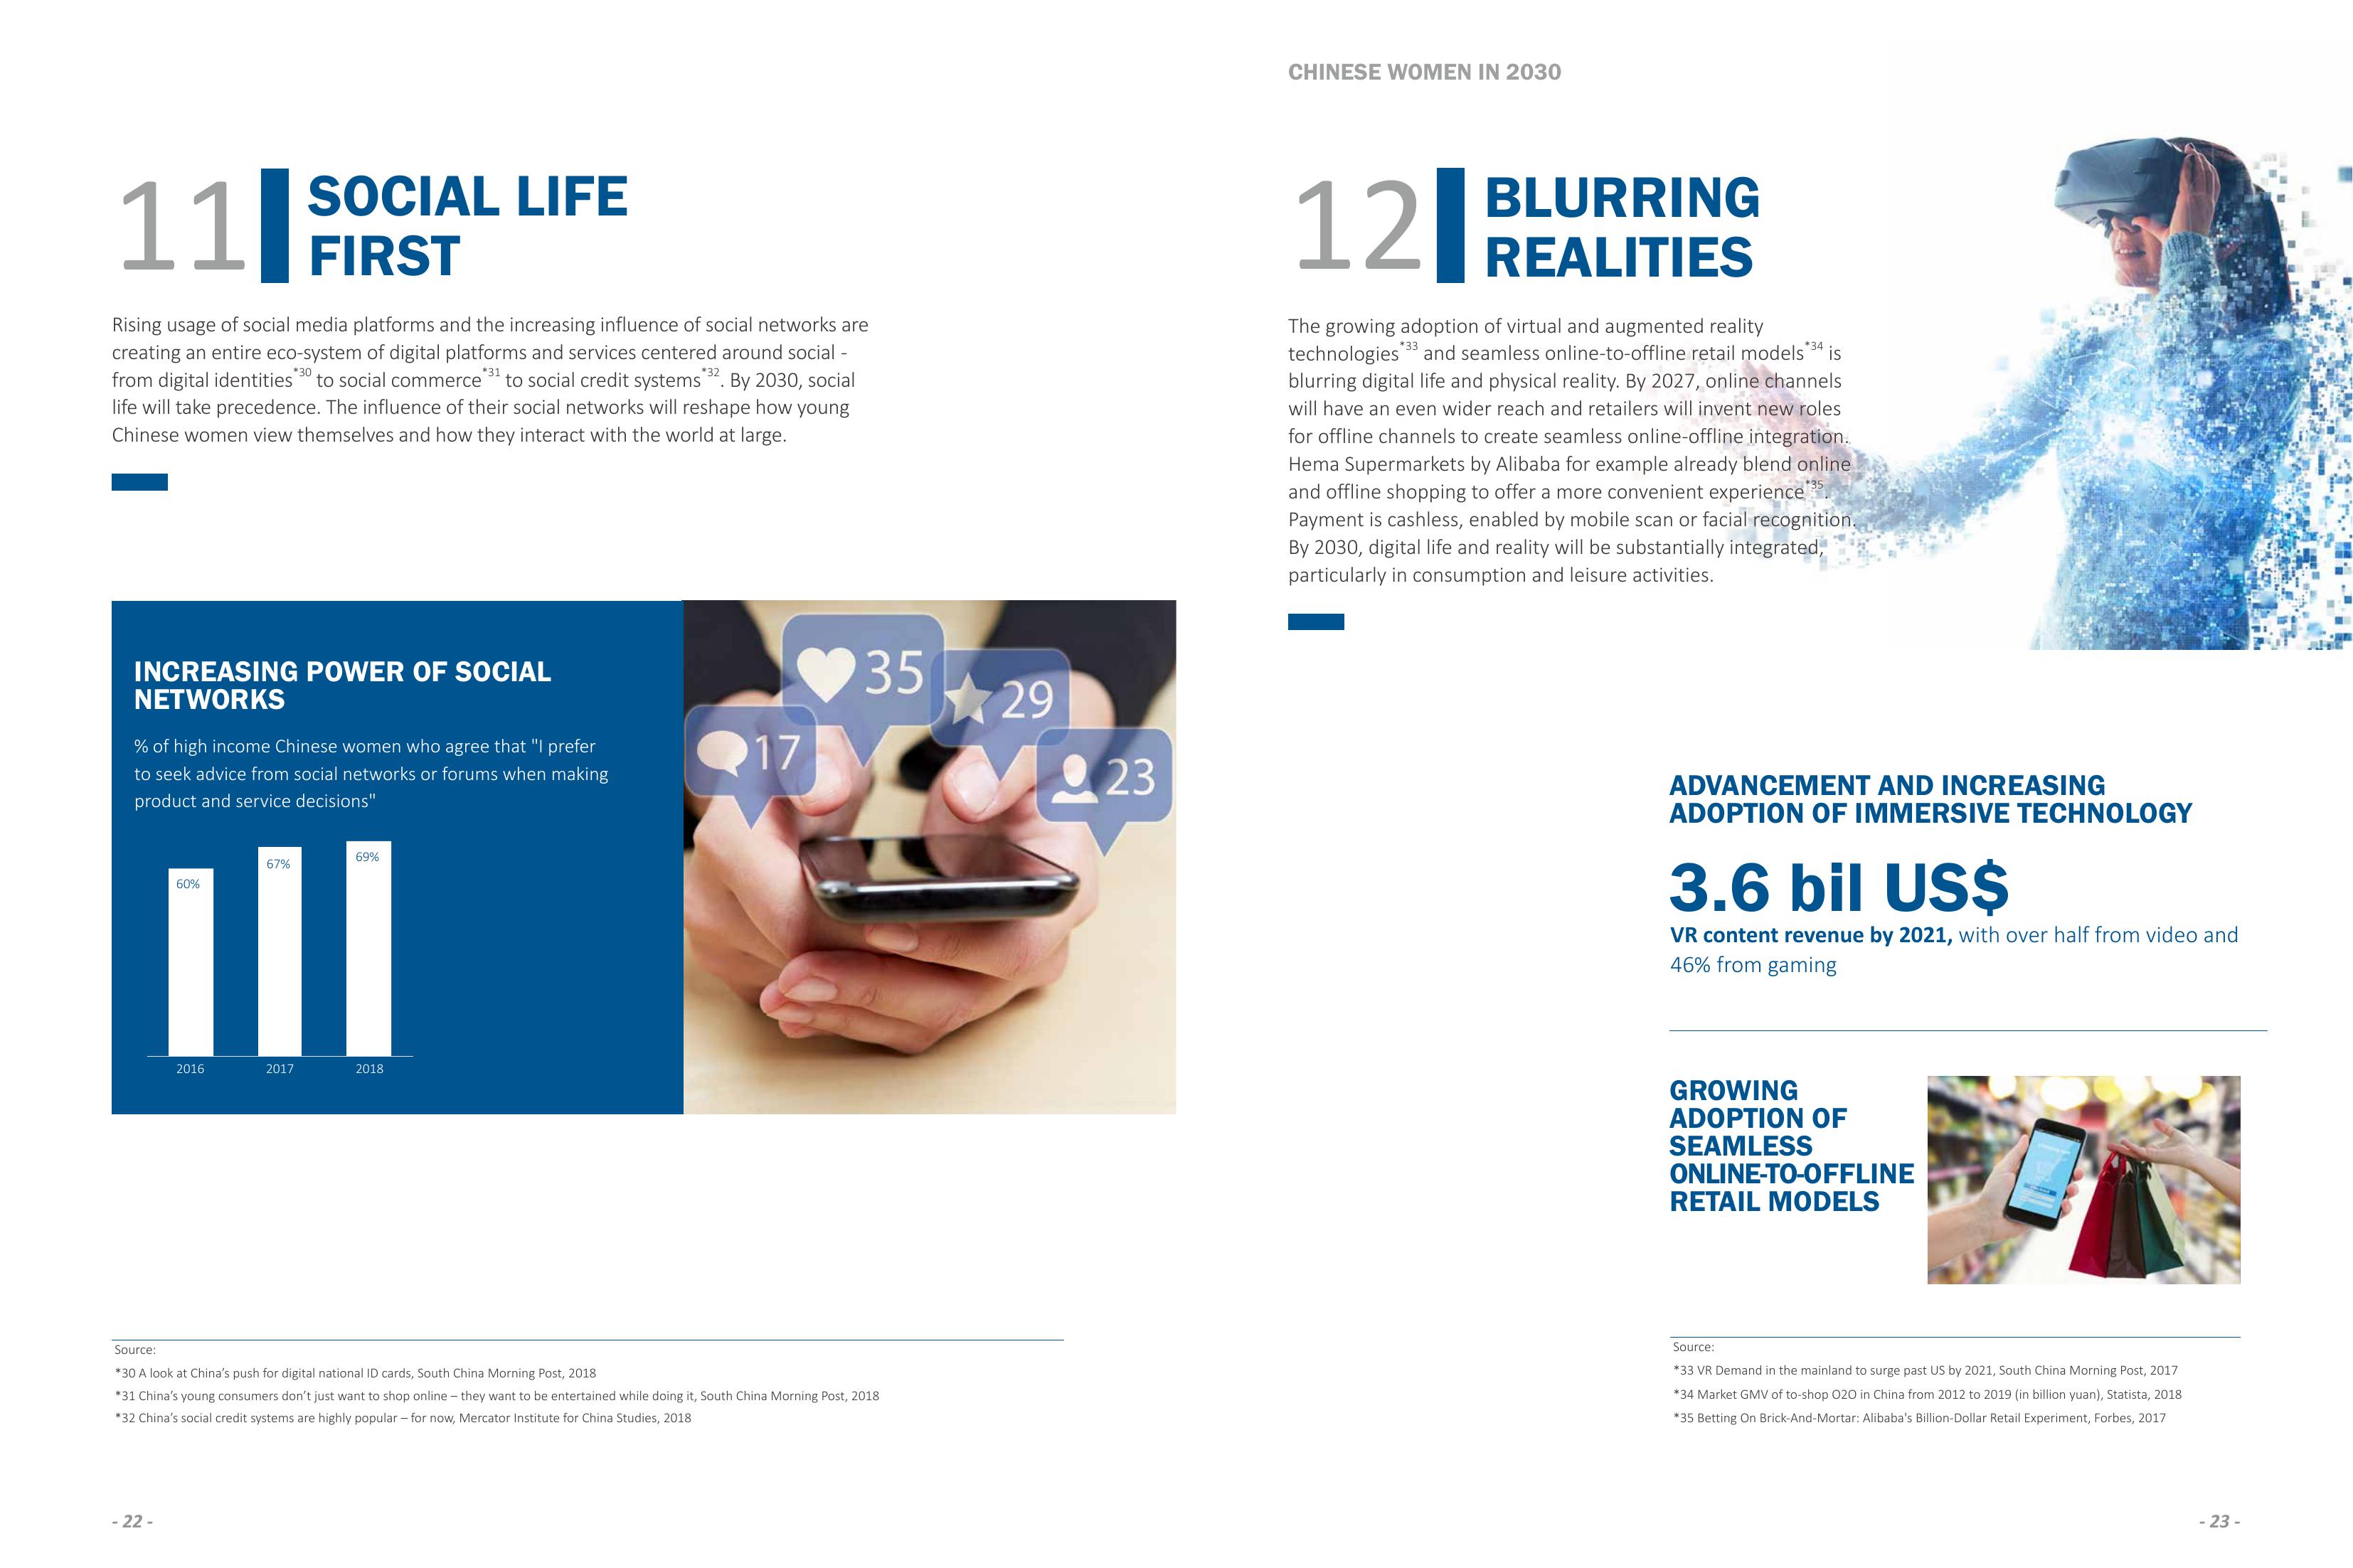 11
SOCIAL LIFE
FIRST
Rising usage of social media platforms and the increasing influence of social networks are
creating an entire eco-system of digital platforms and services centered around social -
from digital identities*30 to social commerce*31 to social credit systems*32. By 2030, social
life will take precedence. The influence of their social networks will reshape how young
Chinese women view themselves and how they interact with the world at large.
INCREASING POWER OF SOCIAL
NETWORKS
% of high income Chinese women who agree that "I prefer
to seek advice from social networks or forums when making
product and service decisions"
60%
67%
69%
2016
2017
2018
35
29
17
23
Source:
*30 A look at China’s push for digital national ID cards, South China Morning Post, 2018
*31 China’s young consumers don’t just want to shop online – they want to be entertained while doing it, South China Morning Post, 2018
*32 China’s social credit systems are highly popular – for now, Mercator Institute for China Studies, 2018
- 22 -
CHINESE WOMEN IN 2030
12
BLURRING
REALITIES
The growing adoption of virtual and augmented reality
technologies*33 and seamless online-to-offline retail models*34 is
blurring digital life and physical reality. By 2027, online channels
will have an even wider reach and retailers will invent new roles
for offline channels to create seamless online-offline integration.
Hema Supermarkets by Alibaba for example already blend online
and offline shopping to offer a more convenient experience*35.
Payment is cashless, enabled by mobile scan or facial recognition.
By 2030, digital life and reality will be substantially integrated,
particularly in consumption and leisure activities.
ADVANCEMENT AND INCREASING
ADOPTION OF IMMERSIVE TECHNOLOGY
3.6 bil US$
VR content revenue by 2021, with over half from video and
46% from gaming
GROWING
ADOPTION OF
SEAMLESS
ONLINE-TO-OFFLINE
RETAIL MODELS
Source:
*33 VR Demand in the mainland to surge past US by 2021, South China Morning Post, 2017
*34 Market GMV of to-shop O2O in China from 2012 to 2019 (in billion yuan), Statista, 2018
*35 Betting On Brick-And-Mortar: Alibaba's Billion-Dollar Retail Experiment, Forbes, 2017
- 23 -